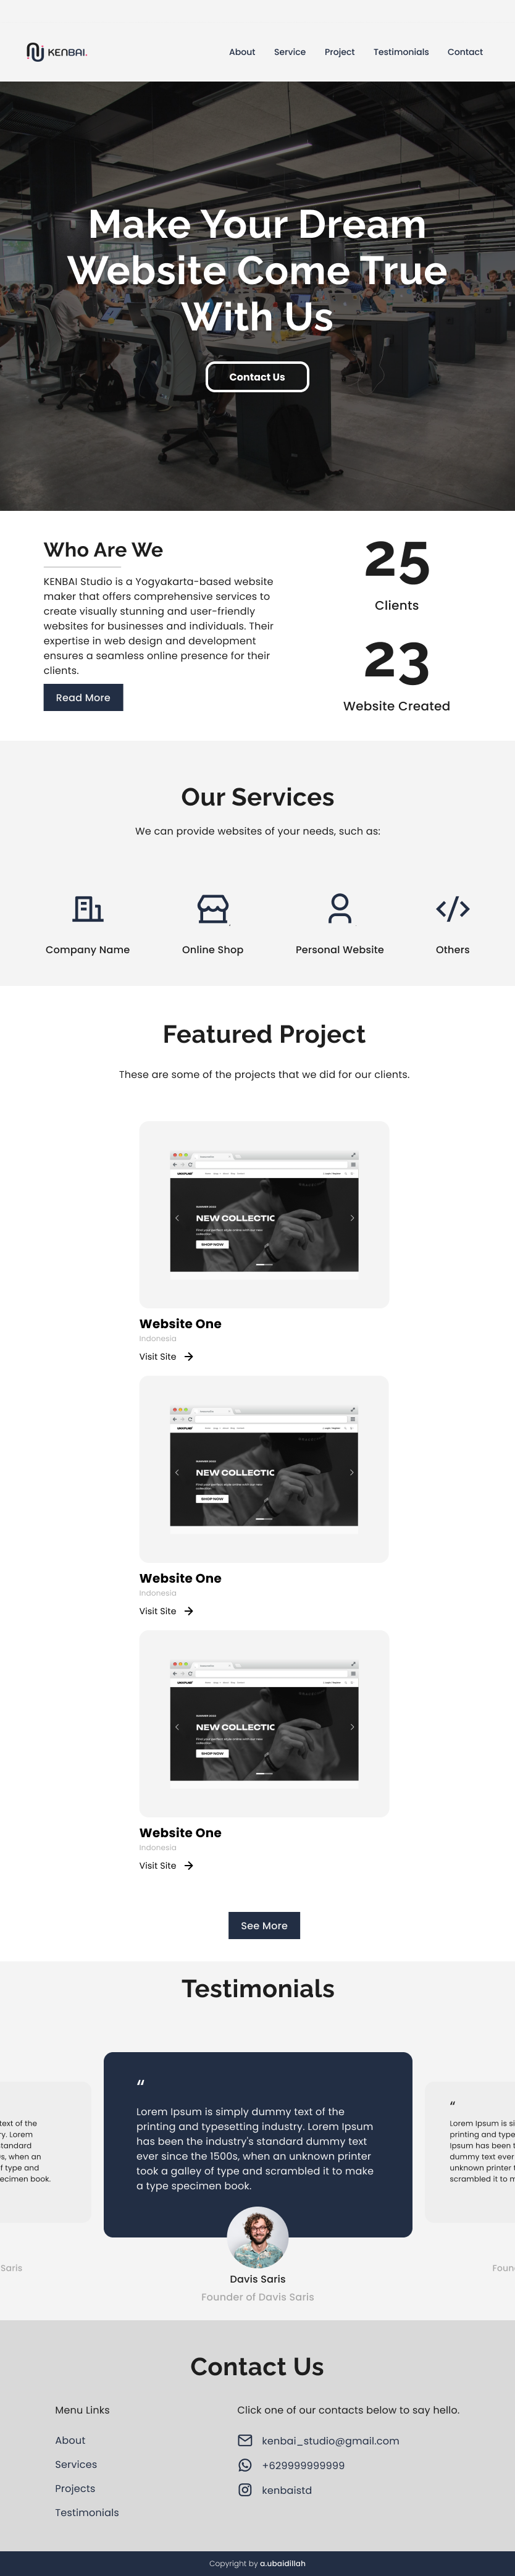 KENBAI.
About Service Project Testimonials Contact
Make Your Dream
Website Come True
With Us
Contact Us
Who Are We
KENBAI Studio is a Yogyakarta-based website
maker that offers comprehensive services to
create visually stunning and user-friendly
websites for businesses and individuals. Their
expertise in web design and development
ensures a seamless online presence for their
clients.
Read More
25
Clients
23
Website Created
Our Services
We can provide websites of your needs, such as:
Company Name
Online Shop
Personal Website
Others
Featured Project
These are some of the projects that we did for our clients.
NEW COLLECTIC
SHOP NOW
Website One
Indonesia
Visit Site
NEW COLLECTIC
SHOP NOW
Website One
Indonesia
Visit Site
NEW COLLECTIC
SHOP NOW
Website One
Indonesia
Visit Site
See More
Testimonials
text of the
ry. Lorem
tandard
s, when an
f type and
ecimen book.
Saris
“
Lorem Ipsum is simply dummy text of the
printing and typesetting industry. Lorem Ipsum
has been the industry's standard dummy text
ever since the 1500s, when an unknown printer
took a galley of type and scrambled it to make
a type specimen book.
Davis Saris
Founder of Davis Saris
“
Lorem Ipsum is si
printing and type
Ipsum has been t
dummy text ever
unknown printer t
scrambled it to m
Foun
Contact Us
Menu Links
About
Services
Projects
Testimonials
Click one of our contacts below to say hello.
kenbai_studio@gmail.com
+629999999999
kenbaistd
Copyright by a.ubaidillah